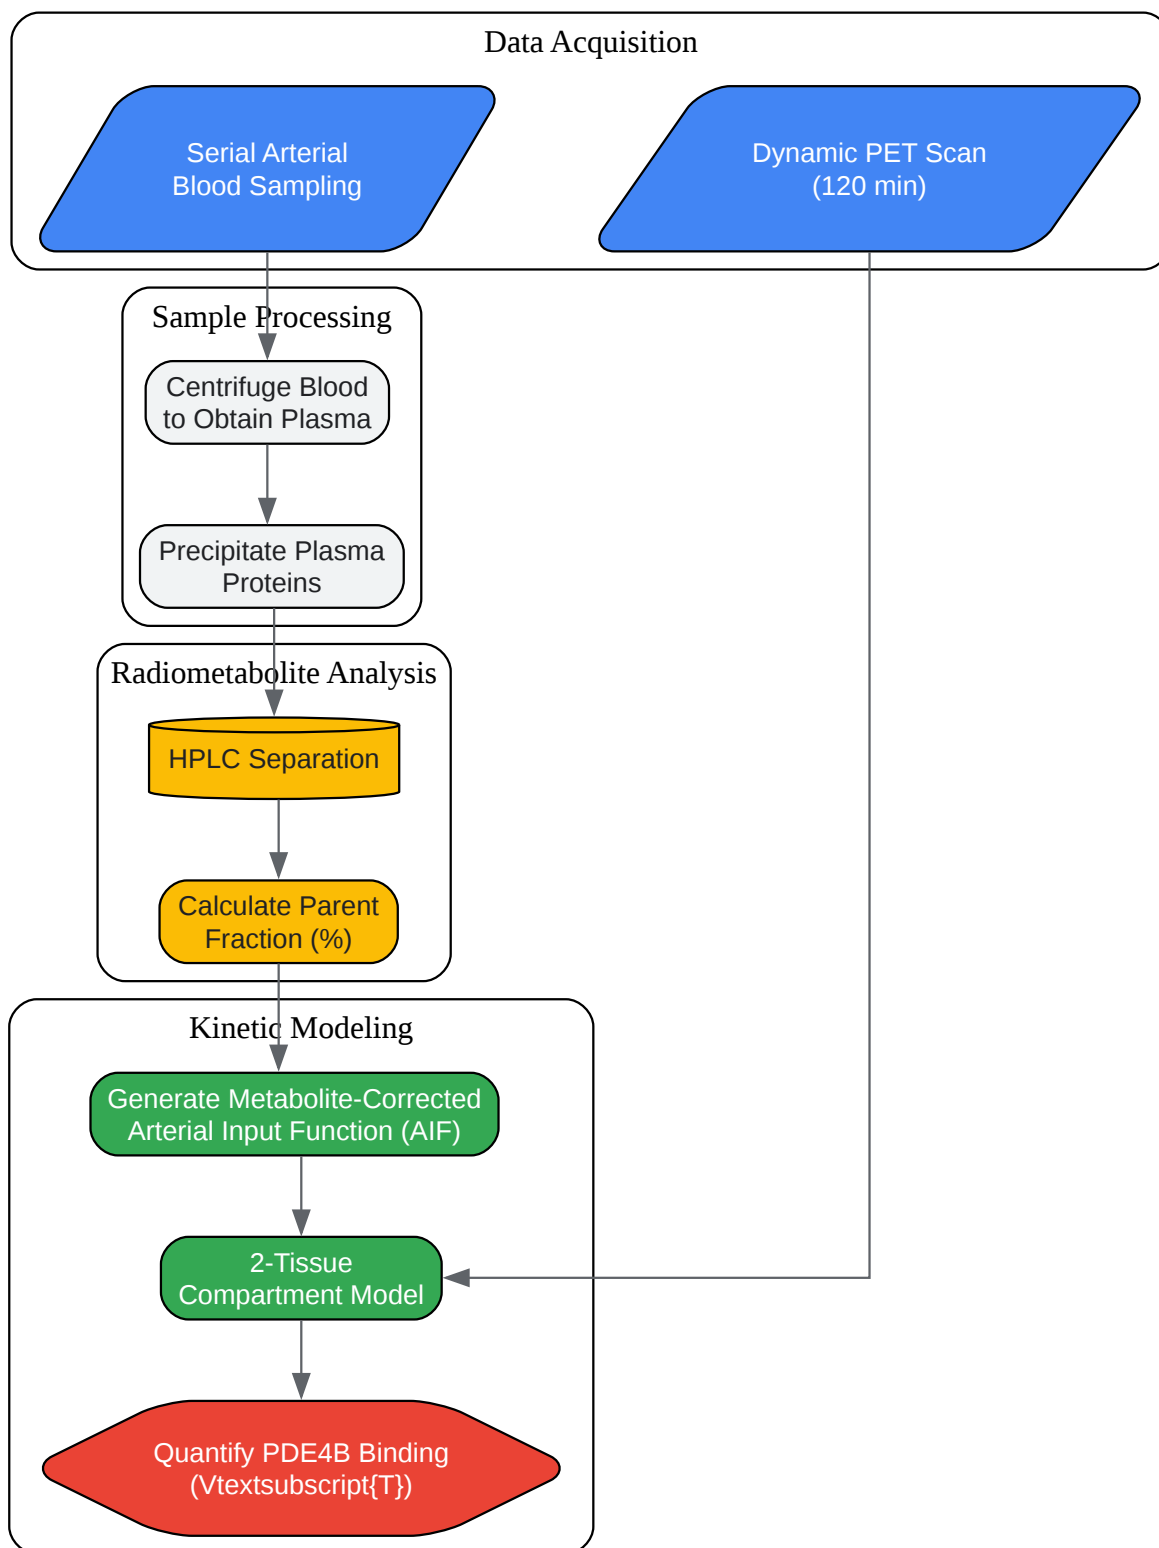 Data Acquisition
Serial Arterial
Blood Sampling
Dynamic PET Scan
(120 min)
Sample Processing
Centrifuge Blood
to Obtain Plasma
Precipitate Plasma
Proteins
Radiometabolite Analysis
HPLC Separation
Calculate Parent
Fraction (%)
Kinetic Modeling
Generate Metabolite-Corrected
Arterial Input Function (AIF)
2-Tissue
Compartment Model
Quantify PDE4B Binding
(Vtextsubscript{T})